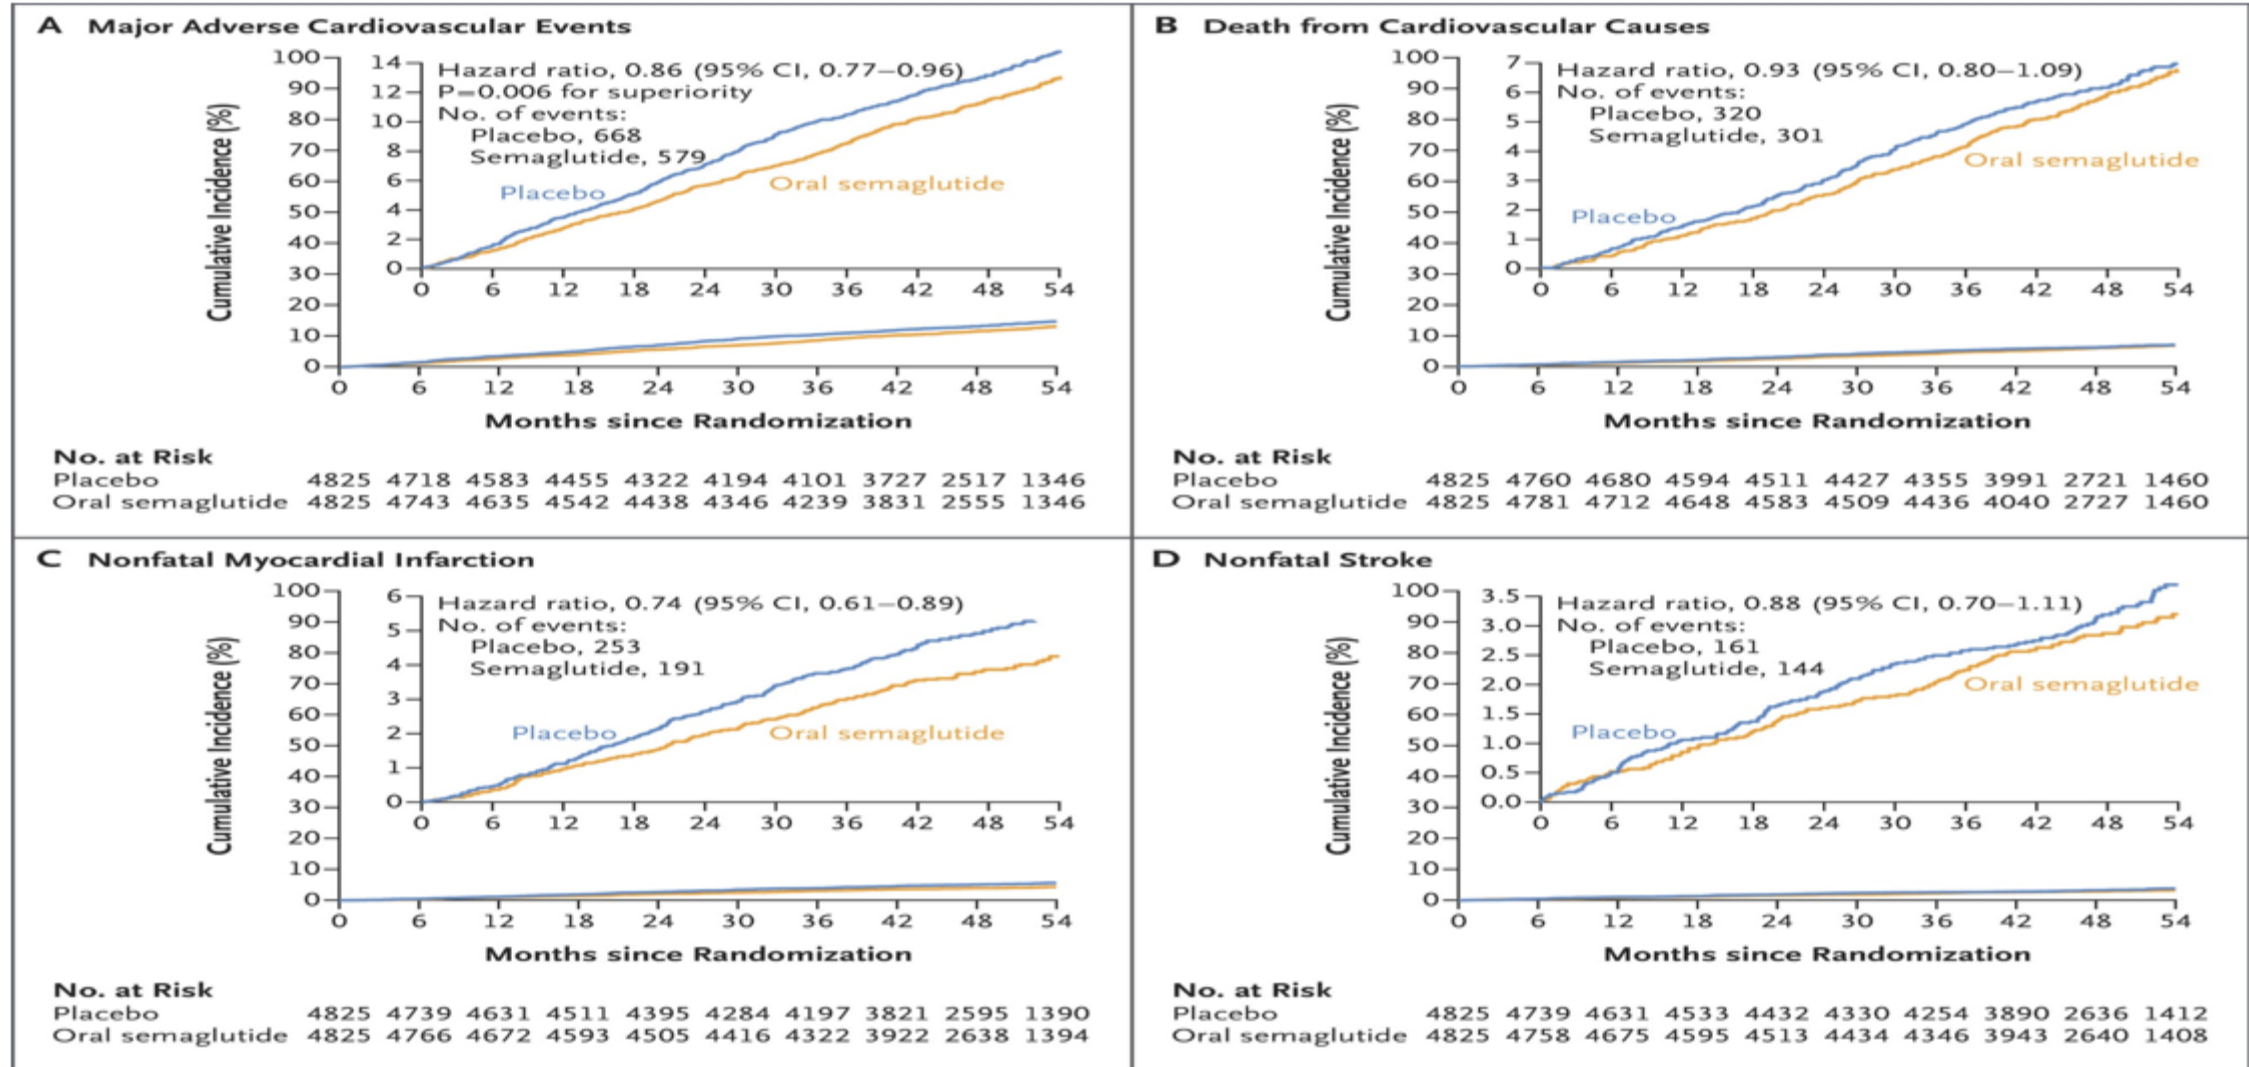 A Major Adverse Cardiovascular Events
Cumulative Incidence (%)
100
90
80
70
60
50
40
30
20
10
0
14
12
10
8
6
4
2
0
Hazard ratio, 0.86 (95% CI, 0.77–0.96)
P=0.006 for superiority
No. of events:
Placebo, 668
Semaglutide, 579
Placebo
Oral semaglutide
0 6 12 18 24 30 36 42 48 54
0 6 12 18 24 30 36 42 48 54
Months since Randomization
No. at Risk
Placebo 4825 4718 4583 4455 4322 4194 4101 3727 2517 1346
Oral semaglutide 4825 4743 4635 4542 4438 4346 4239 3831 2555 1346
B Death from Cardiovascular Causes
Cumulative Incidence (%)
100
90
80
70
60
50
40
30
20
10
0
7
6
5
4
3
2
1
0
Hazard ratio, 0.93 (95% CI, 0.80–1.09)
No. of events:
Placebo, 320
Semaglutide, 301
Oral semaglutide
Placebo
0 6 12 18 24 30 36 42 48 54
0 6 12 18 24 30 36 42 48 54
Months since Randomization
No. at Risk
Placebo 4825 4760 4680 4594 4511 4427 4355 3991 2721 1460
Oral semaglutide 4825 4781 4712 4648 4583 4509 4436 4040 2727 1460
C Nonfatal Myocardial Infarction
Cumulative Incidence (%)
100
90
80
70
60
50
40
30
20
10
0
6
5
4
3
2
1
0
Hazard ratio, 0.74 (95% CI, 0.61–0.89)
No. of events:
Placebo, 253
Semaglutide, 191
Placebo
Oral semaglutide
0 6 12 18 24 30 36 42 48 54
0 6 12 18 24 30 36 42 48 54
Months since Randomization
No. at Risk
Placebo 4825 4739 4631 4511 4395 4284 4197 3821 2595 1390
Oral semaglutide 4825 4766 4672 4593 4505 4416 4322 3922 2638 1394
D Nonfatal Stroke
Cumulative Incidence (%)
100
90
80
70
60
50
40
30
20
10
0
3.5
3.0
2.5
2.0
1.5
1.0
0.5
0.0
Hazard ratio, 0.88 (95% CI, 0.70–1.11)
No. of events:
Placebo, 161
Semaglutide, 144
Oral semaglutide
Placebo
0 6 12 18 24 30 36 42 48 54
0 6 12 18 24 30 36 42 48 54
Months since Randomization
No. at Risk
Placebo 4825 4739 4631 4533 4432 4330 4254 3890 2636 1412
Oral semaglutide 4825 4758 4675 4595 4513 4434 4346 3943 2640 1408